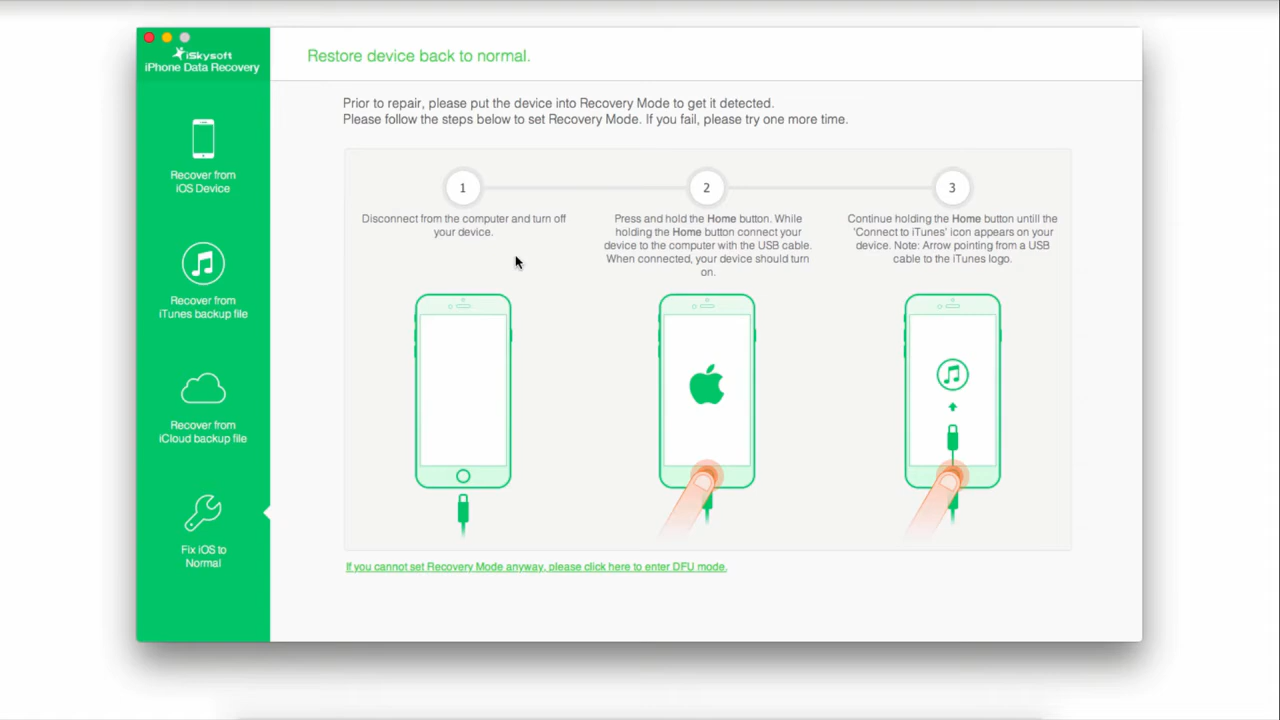 iSkysoft
iPhone Data Recovery
Recover from
iOS Device
Recover from
iTunes backup file
Recover from
iCloud backup file
Fix iOS to
Normal
Restore device back to normal.
Prior to repair, please put the device into Recovery Mode to get it detected.
Please follow the steps below to set Recovery Mode. If you fail, please try one more time.
1
Disconnect from the computer and turn off
your device.
2
Press and hold the Home button. While
holding the Home button connect your
device to the computer with the USB cable.
When connected, your device should turn
on.
3
Continue holding the Home button untill the
'Connect to iTunes' icon appears on your
device. Note: Arrow pointing from a USB
cable to the iTunes logo.
If you cannot set Recovery Mode anyway, please click here to enter DFU mode.